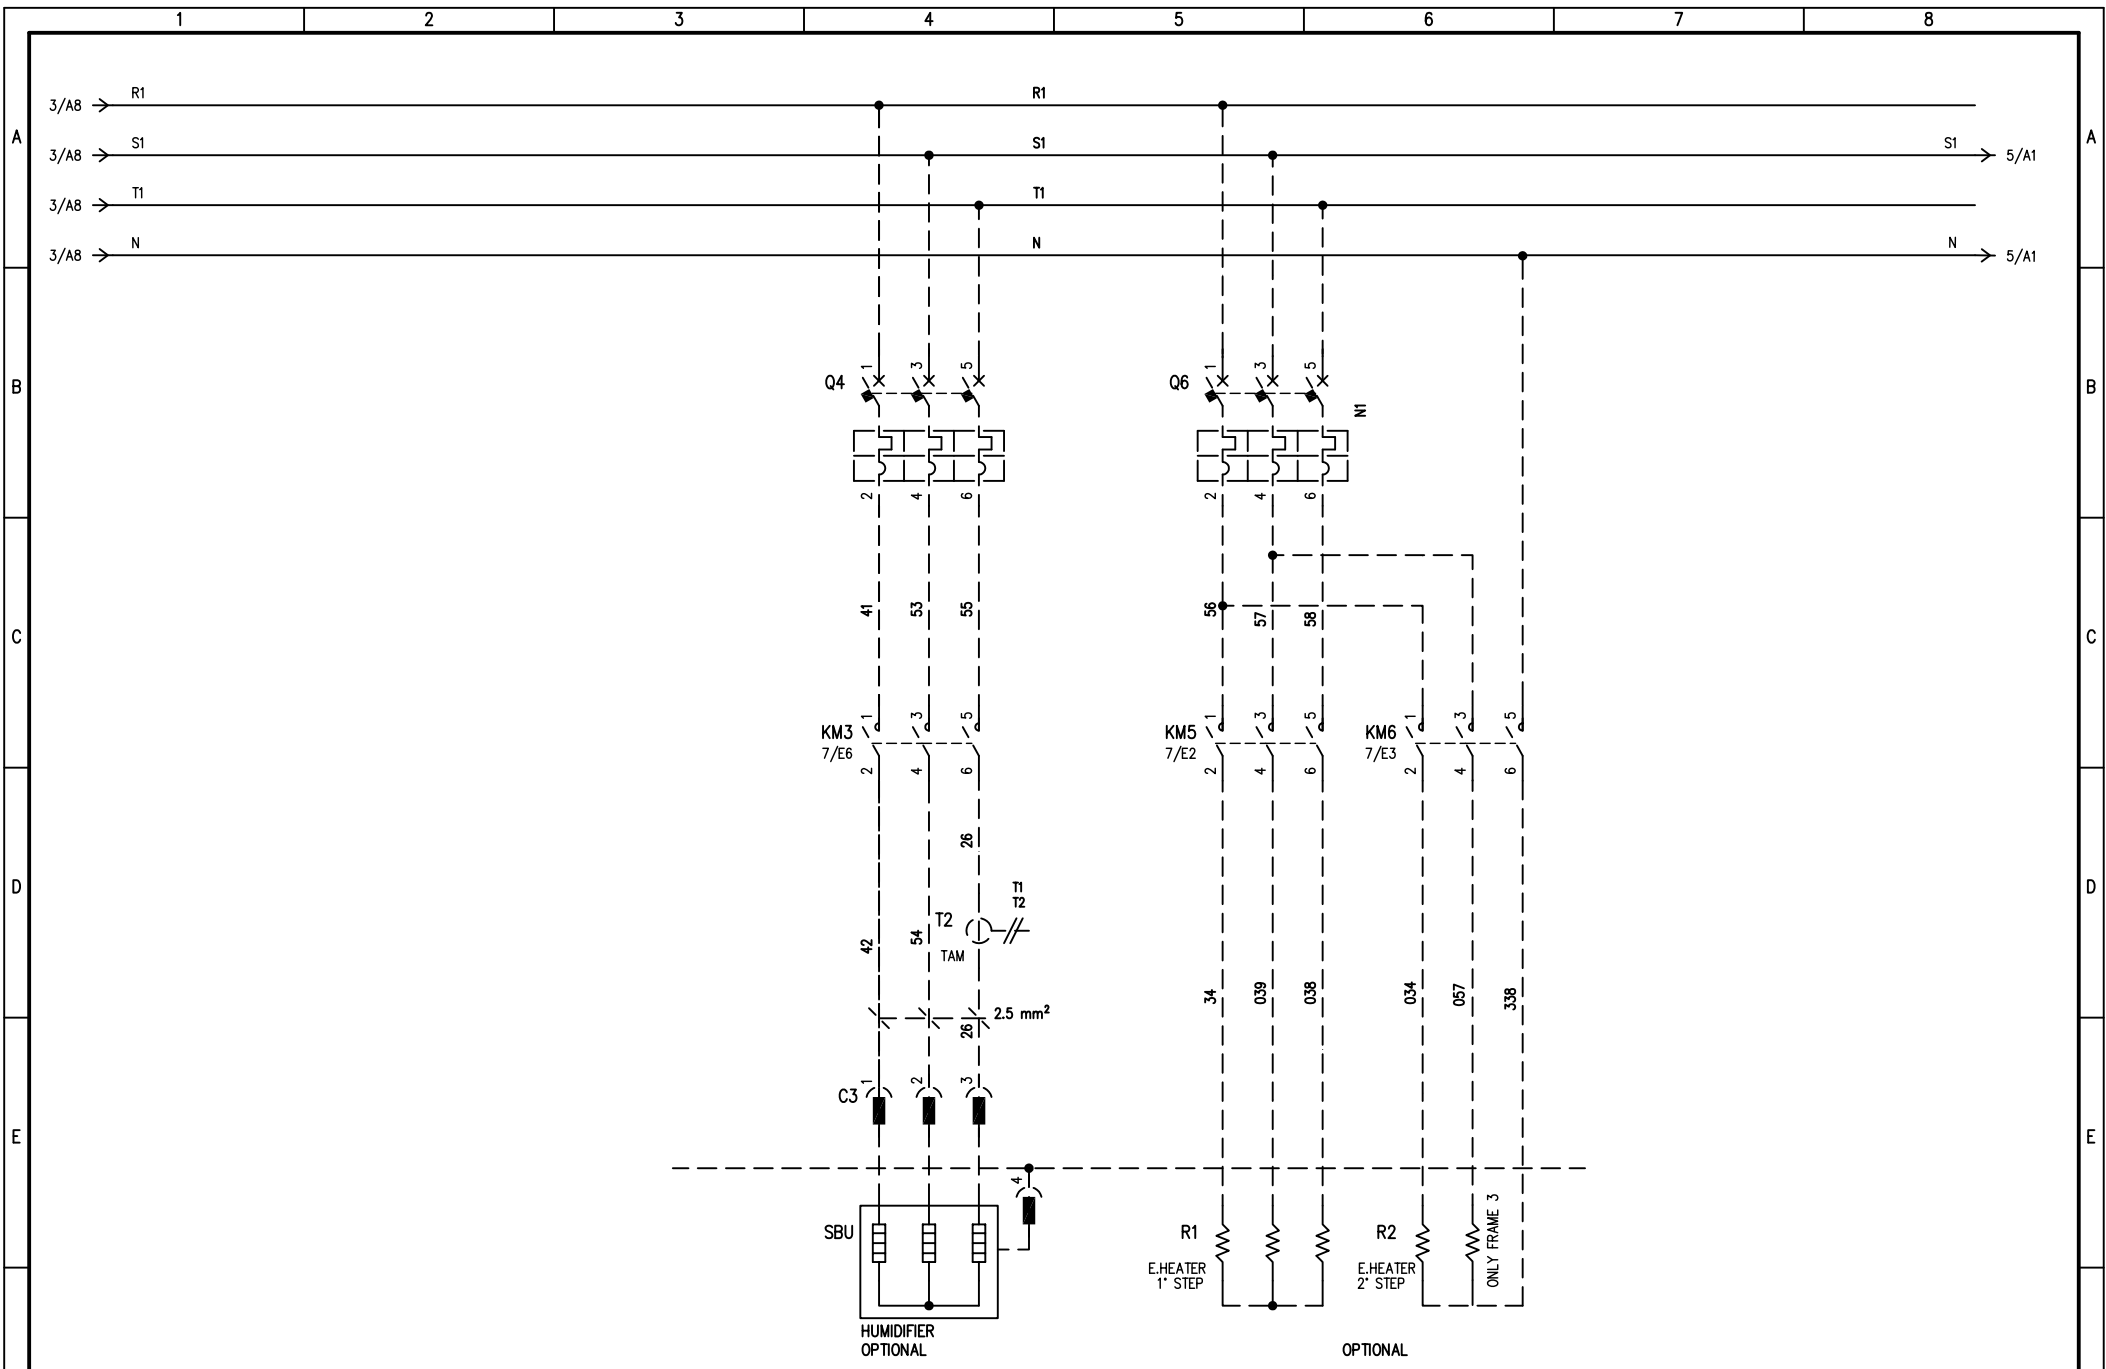 1 2 3 4 5 6 7 8
3/A8 R1 R1
A A
3/A8 S1 S1 S1 5/A1
3/A8 T1 T1
3/A8 N N N 5/A1
1 3 5 1 3 5
B Q4 Q6 B
N1
2 4 6 2 4 6
41 53 55 56 57 58
C C
1 3 5 1 3 5 1 3 5
KM3 KM5 KM6
7/E6 7/E2 7/E3
2 4 6 2 4 6 2 4 6
26
D T1 D
T2
T2
42 54 TAM
34 039 038 034 057 338
2.5 mm²
26
1 2 3
C3
E E
4
SBU R1 R2 ONLY FRAME 3
E.HEATER E.HEATER
1° STEP 2° STEP
HUMIDIFIER
OPTIONAL OPTIONAL